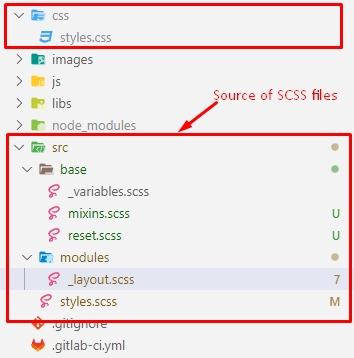 css
styles.css
images
js
libs
Source of SCSS files
node_modules
src
base
_variables.scss
mixins.scss U
reset.scss U
modules
_layout.scss 7
styles.scss M
.gitignore
.gitlab-ci.yml